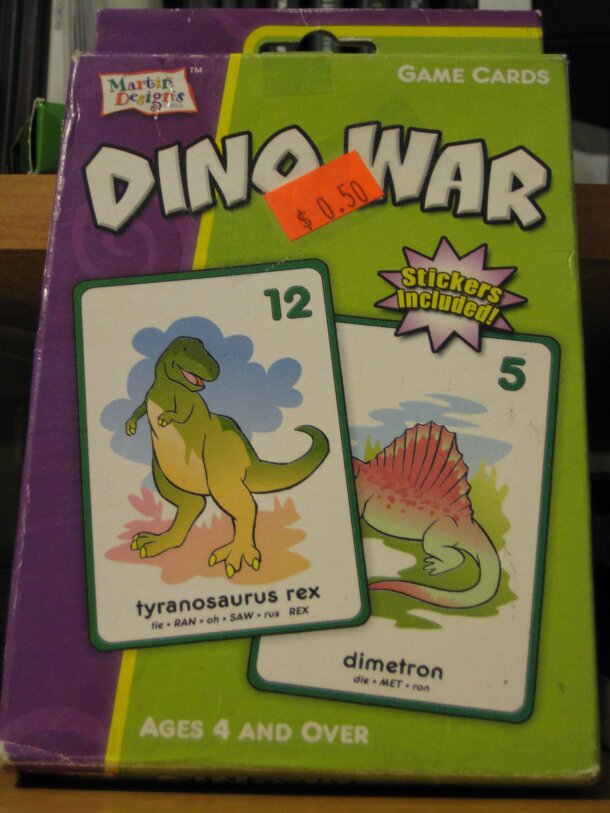 Martin
Designs
TM
GAME CARDS
DINO WAR
$ 0.50
Stickers
Included!
12
5
tyranosaurus rex
tie • RAN • oh • SAW • rus REX
dimetron
die • MET • ron
AGES 4 AND OVER